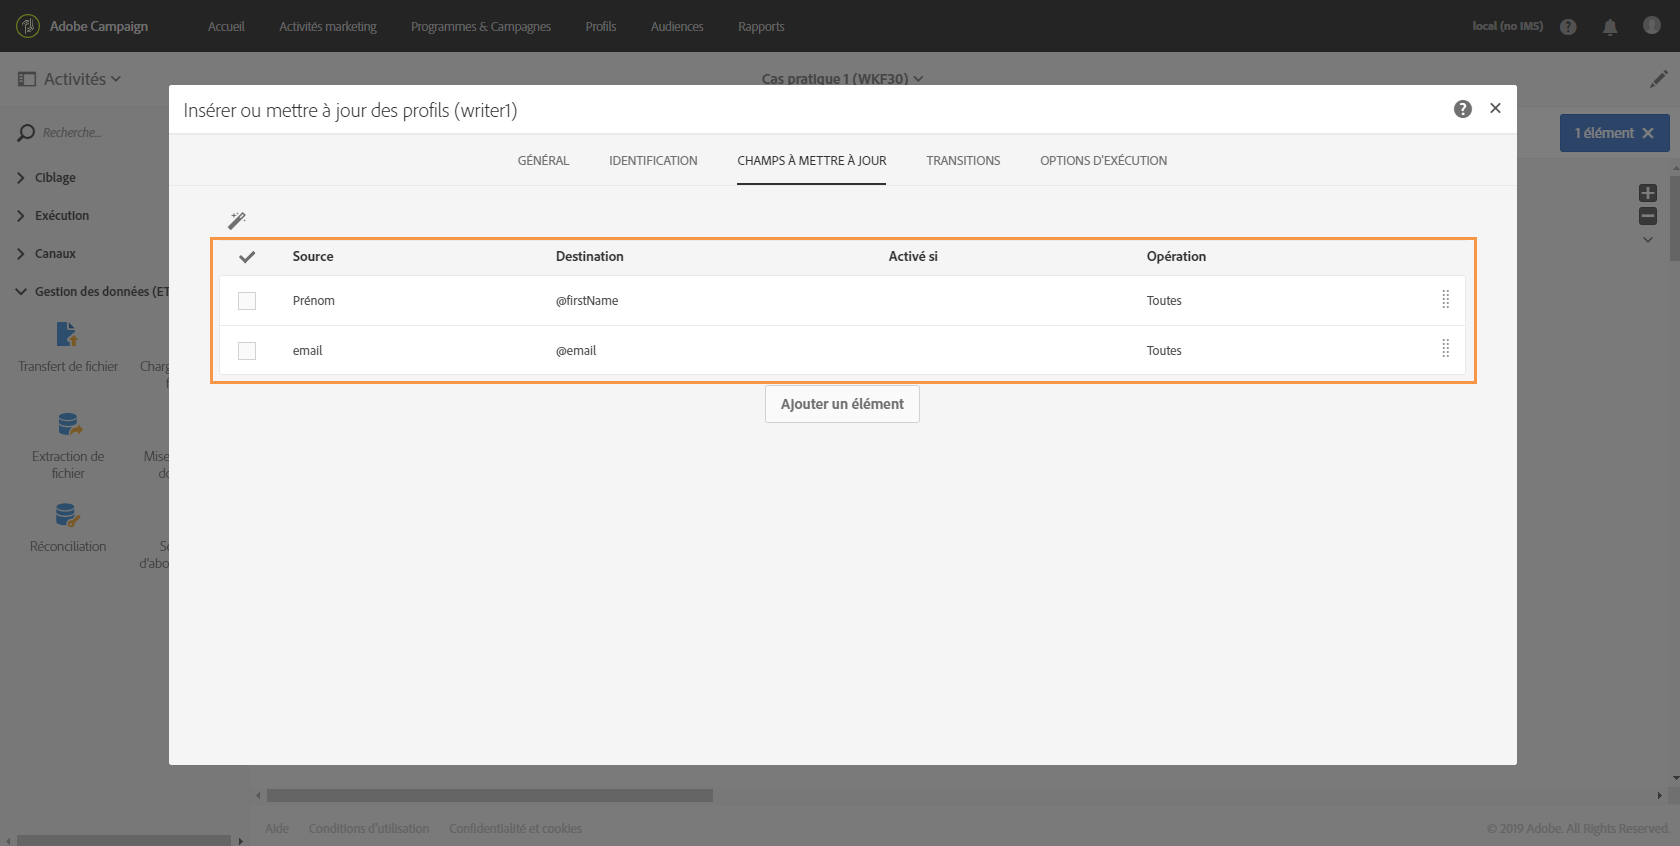 Adobe Campaign Accueil Activités marketing Programmes & Campagnes Profils Audiences Rapports local (no IMS)
Activités Cas pratique 1 (WKF30)
Insérer ou mettre à jour des profils (writer1)
Recherche... 1 élément
GÉNÉRAL IDENTIFICATION CHAMPS À METTRE À JOUR TRANSITIONS OPTIONS D'EXÉCUTION
Ciblage
Exécution
Canaux
Gestion des données (ET
Source Destination Activé si Opération
Prénom @firstName Toutes
email @email Toutes
Ajouter un élément
Transfert de fichier Charg
f
Extraction de Mise
fichier do
Réconciliation Se
d'abo
Aide Conditions d'utilisation Confidentialité et cookies © 2019 Adobe. All Rights Reserved.